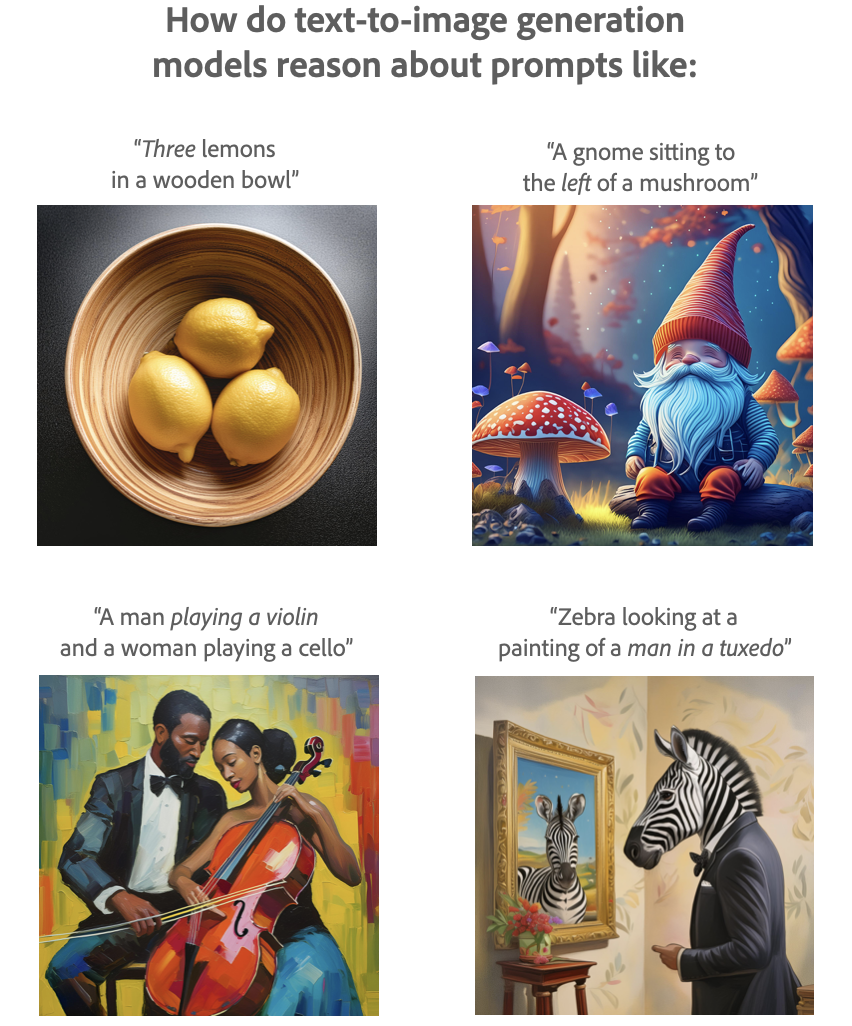 How do text-to-image generation
models reason about prompts like:
“Three lemons
in a wooden bowl”
“A gnome sitting to
the left of a mushroom”
“A man playing a violin
and a woman playing a cello”
“Zebra looking at a
painting of a man in a tuxedo”